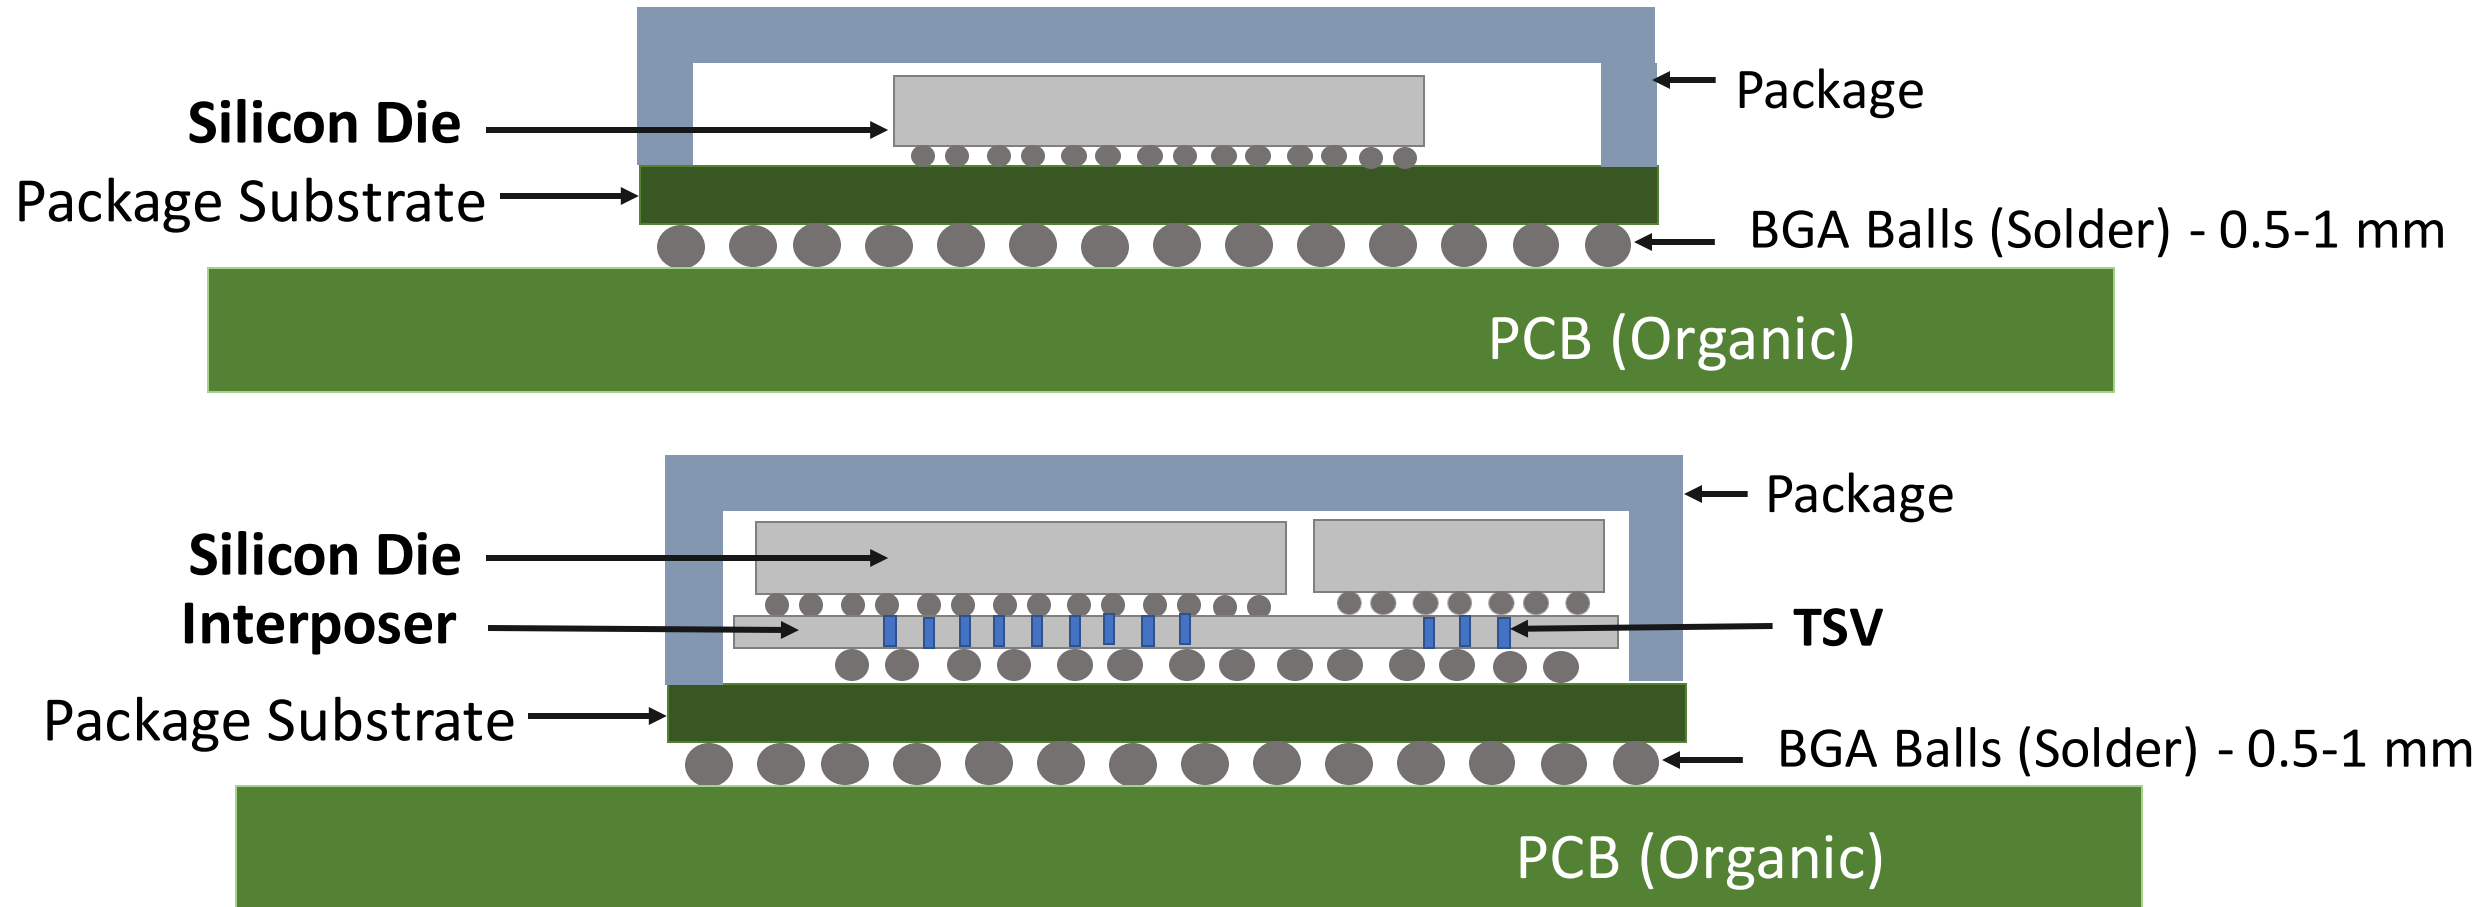 Package
Silicon Die
Package Substrate
BGA Balls (Solder) - 0.5-1 mm
PCB (Organic)
Package
Silicon Die
Interposer
TSV
Package Substrate
BGA Balls (Solder) - 0.5-1 mm
PCB (Organic)